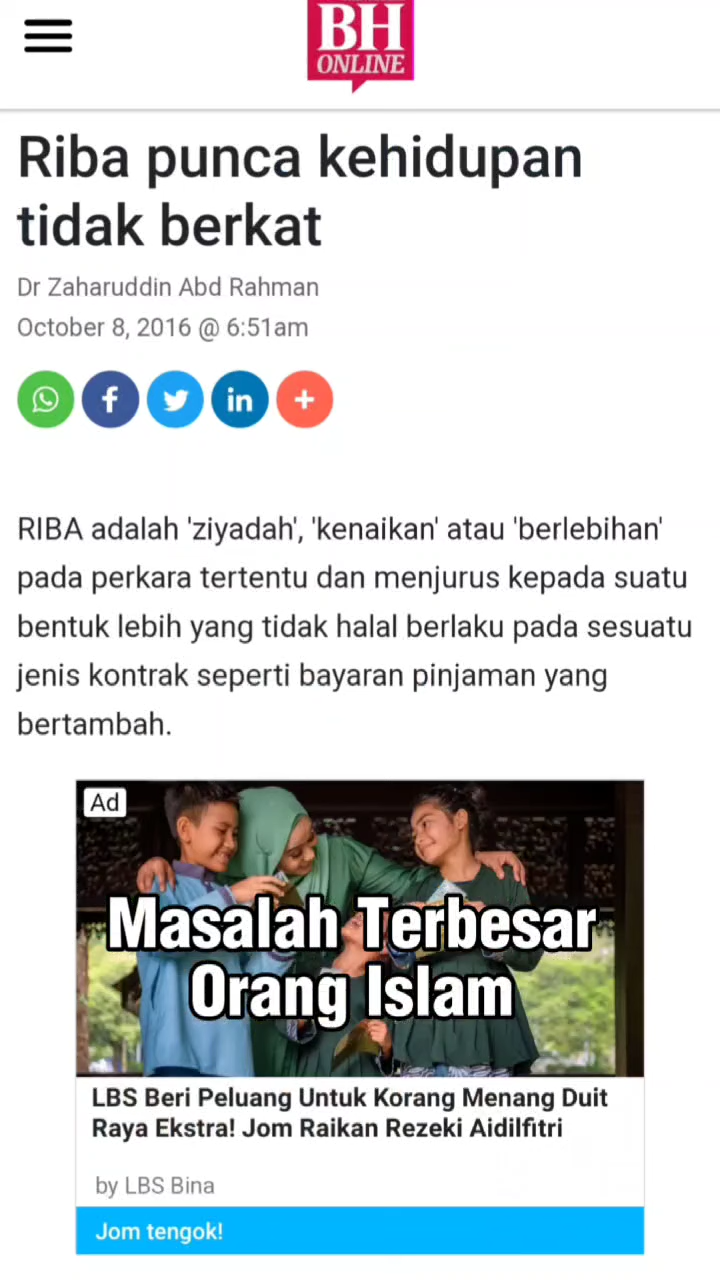 BH
ONLINE
Riba punca kehidupan
tidak berkat
Dr Zaharuddin Abd Rahman
October 8, 2016 @ 6:51am
RIBA adalah 'ziyadah', 'kenaikan' atau 'berlebihan'
pada perkara tertentu dan menjurus kepada suatu
bentuk lebih yang tidak halal berlaku pada sesuatu
jenis kontrak seperti bayaran pinjaman yang
bertambah.
Ad
Masalah Terbesar
Orang Islam
LBS Beri Peluang Untuk Korang Menang Duit
Raya Ekstra! Jom Raikan Rezeki Aidilfitri
by LBS Bina
Jom tengok!